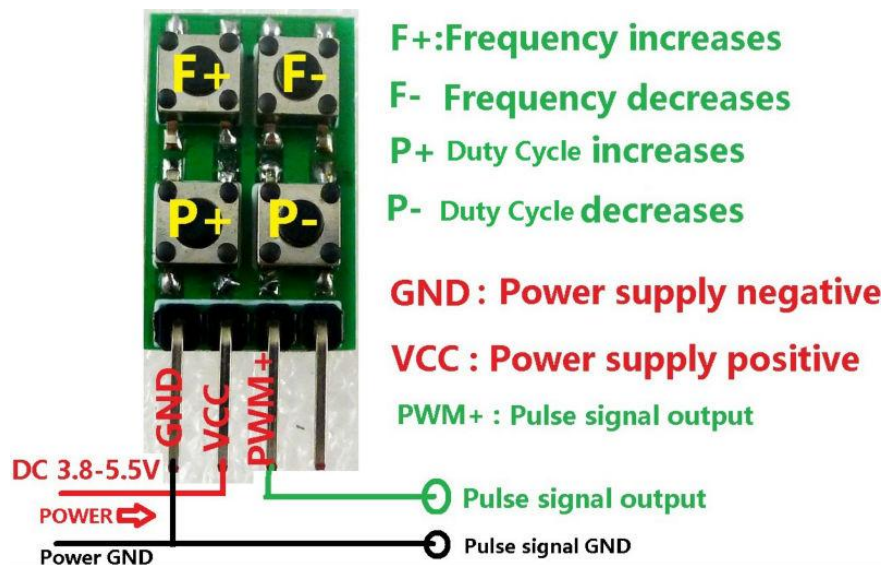 F+ F-
P+ P-
F+:Frequency increases
F- Frequency decreases
P+ Duty Cycle increases
P- Duty Cycle decreases
GND : Power supply negative
VCC : Power supply positive
PWM+ : Pulse signal output
GND
VCC
PWM+
DC 3.8-5.5V
POWER
Power GND
Pulse signal output
Pulse signal GND